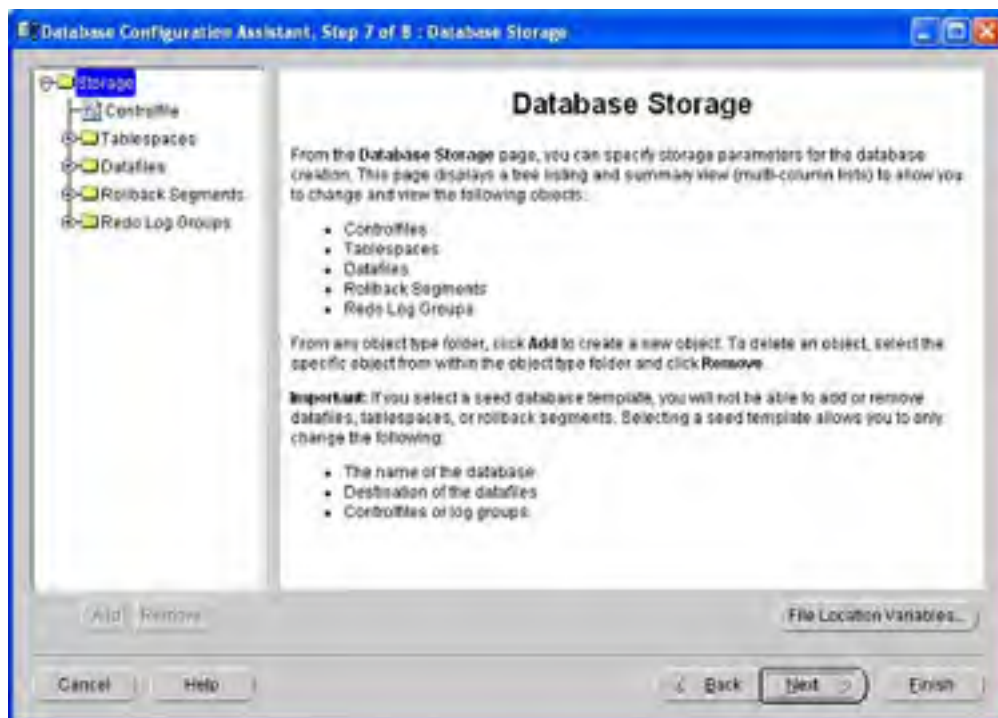 Database Configuration Assistant, Step 7 of 8 : Database Storage
Storage
Controlfile
Tablespaces
Datafiles
Rollback Segments
Redo Log Groups
Database Storage
From the Database Storage page, you can specify storage parameters for the database
creation. This page displays a tree listing and summary view (multi-column lists) to allow you
to change and view the following objects:
• Controlfiles
• Tablespaces
• Datafiles
• Rollback Segments
• Redo Log Groups
From any object type folder, click Add to create a new object. To delete an object, select the
specific object from within the object type folder and click Remove.
Important: If you select a seed database template, you will not be able to add or remove
datafiles, tablespaces, or rollback segments. Selecting a seed template allows you to only
change the following:
• The name of the database
• Destination of the datafiles
• Controlfiles or log groups.
Add Remove
File Location Variables...
Cancel Help Back Next Finish